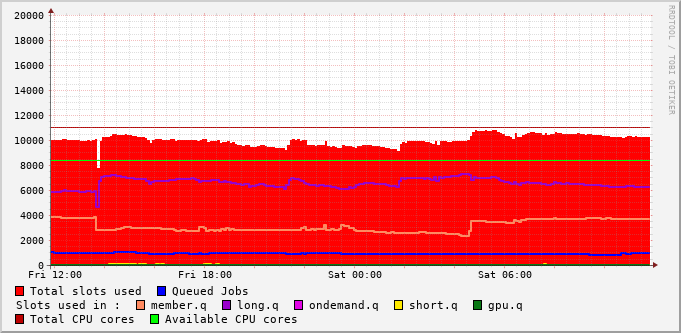 20000
18000
16000
14000
12000
10000
8000
6000
4000
2000
0
Fri 12:00 Fri 18:00 Sat 00:00 Sat 06:00
Total slots used Queued Jobs
Slots used in : member.q long.q ondemand.q short.q gpu.q
Total CPU cores Available CPU cores
RRDTOOL / TOBI OETIKER